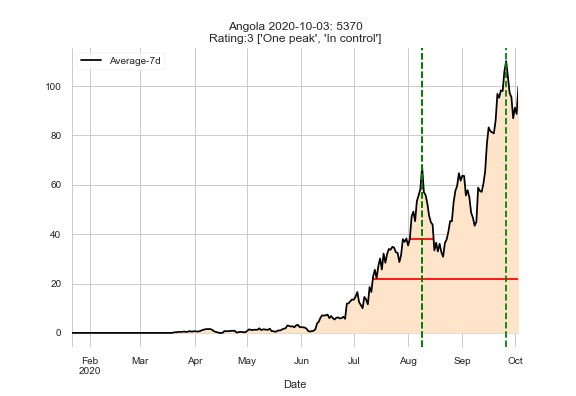 Angola 2020-10-03: 5370
Rating:3 ['One peak', 'In control']
Average-7d
100
80
60
40
20
0
Feb Mar Apr May Jun Jul Aug Sep Oct
2020
Date